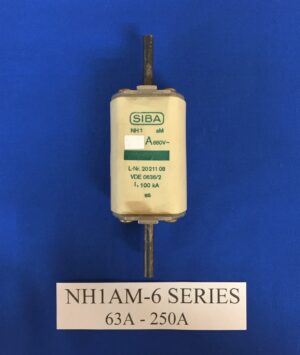 SIBA
NH1 aM
A 660V~
L-Nr. 20 211 08
VDE 0636/2
I₁ 100 kA
NH1AM-6 SERIES
63A - 250A